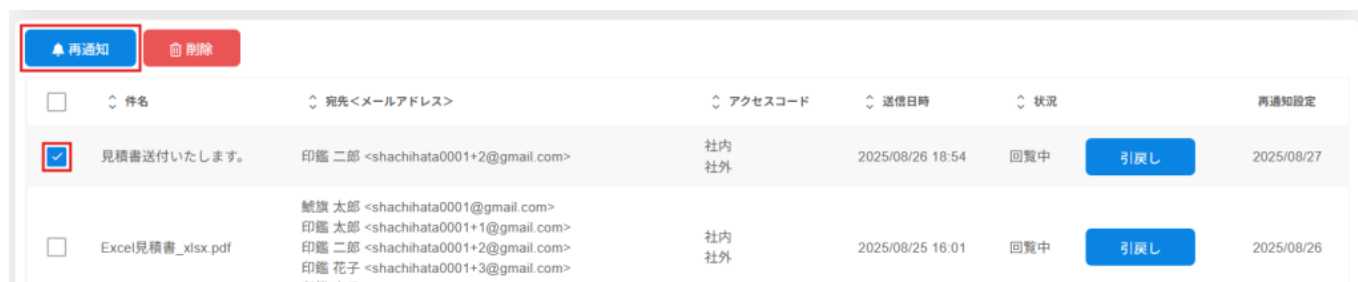 再通知 削除
件名 宛先<メールアドレス> アクセスコード 送信日時 状況 再通知設定
見積書送付いたします。 印鑑 二郎 <shachihata0001+2@gmail.com> 社内 2025/08/26 18:54 回覧中 引戻し 2025/08/27
社外
鯱旗 太郎 <shachihata0001@gmail.com>
印鑑 太郎 <shachihata0001+1@gmail.com>
Excel見積書_xlsx.pdf 印鑑 二郎 <shachihata0001+2@gmail.com> 社内 2025/08/25 16:01 回覧中 引戻し 2025/08/26
印鑑 花子 <shachihata0001+3@gmail.com> 社外